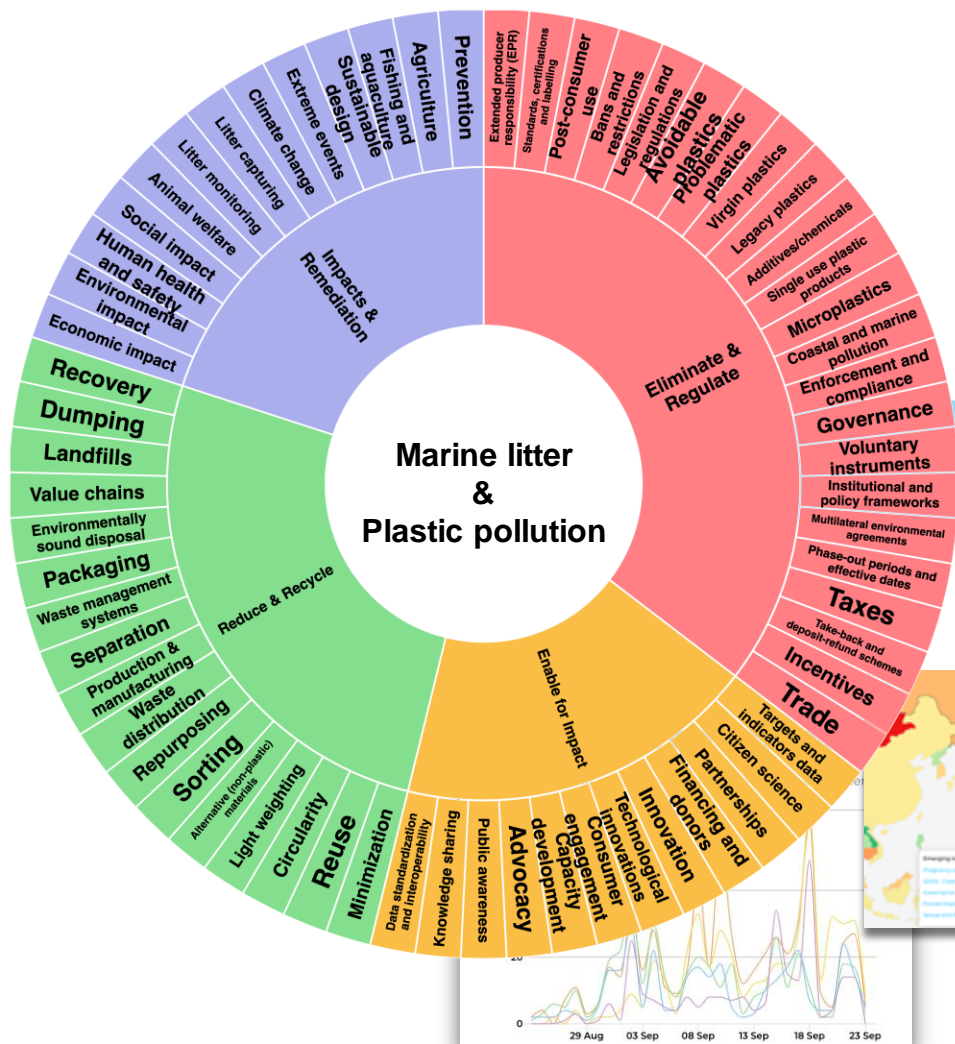 Marine litter
&
Plastic pollution
Eliminate &
Regulate
Extended producer
responsibility (EPR)
Standards, certifications
and labelling
Post-consumer
use
Bans and
restrictions
Legislation and
regulations
Avoidable
plastics
Problematic
plastics
Virgin plastics
Legacy plastics
Additives/chemicals
Single use plastic
products
Microplastics
Coastal and marine
pollution
Enforcement and
compliance
Governance
Voluntary
instruments
Institutional and
policy frameworks
Multilateral environmental
agreements
Phase-out periods and
effective dates
Taxes
Take-back and
deposit-refund schemes
Incentives
Trade
Enable for Impact
Targets and
indicators data
Citizen science
Partnerships
Financing and
donors
Innovation
Technological
innovations
Consumer
engagement
Capacity
development
Advocacy
Public awareness
Knowledge sharing
Data standardization
and interoperability
Reduce & Recycle
Minimization
Reuse
Circularity
Light weighting
Alternative (non-plastic)
materials
Sorting
Repurposing
Waste
distribution
Production &
manufacturing
Separation
Waste management
systems
Packaging
Environmentally
sound disposal
Value chains
Landfills
Dumping
Recovery
Impacts &
Remediation
Economic impact
Environmental
impact
Human health
and safety
Social impact
Animal welfare
Litter monitoring
Litter capturing
Climate change
Extreme events
Sustainable
design
Fishing and
aquaculture
Agriculture
Prevention
20
0
29 Aug 03 Sep 08 Sep 13 Sep 18 Sep 23 Sep